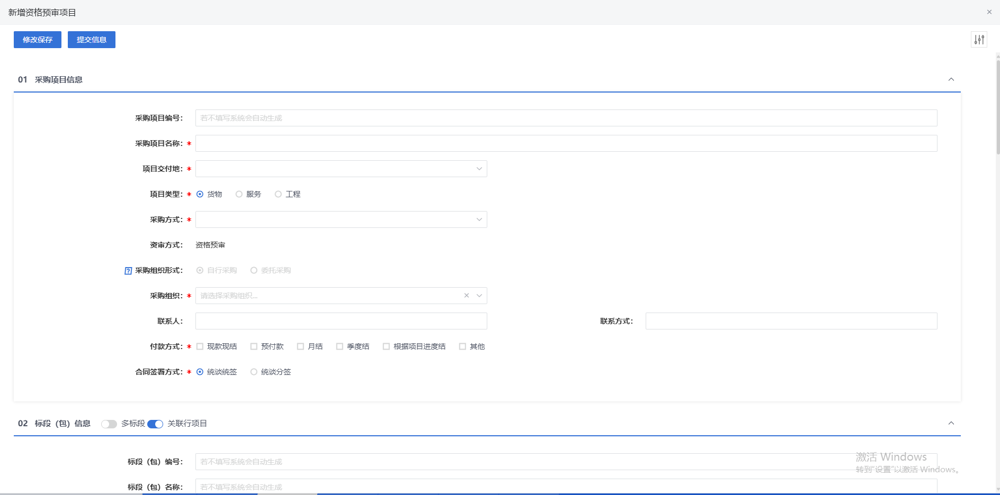 新增资格预审项目
修改保存 提交信息
01 采购项目信息
采购项目编号： 若不填写系统会自动生成
采购项目名称：*
项目交付地：*
项目类型：* 货物 服务 工程
采购方式：*
资审方式： 资格预审
采购组织形式： 自行采购 委托采购
采购组织：* 请选择采购组织...
联系人： 联系方式：
付款方式：* 现款现结 预付款 月结 季度结 根据项目进度结 其他
合同签署方式：* 统谈统签 统谈分签
02 标段（包）信息 多标段 关联行项目
标段（包）编号： 若不填写系统会自动生成
标段（包）名称： 若不填写系统会自动生成
激活 Windows
转到“设置”以激活 Windows。